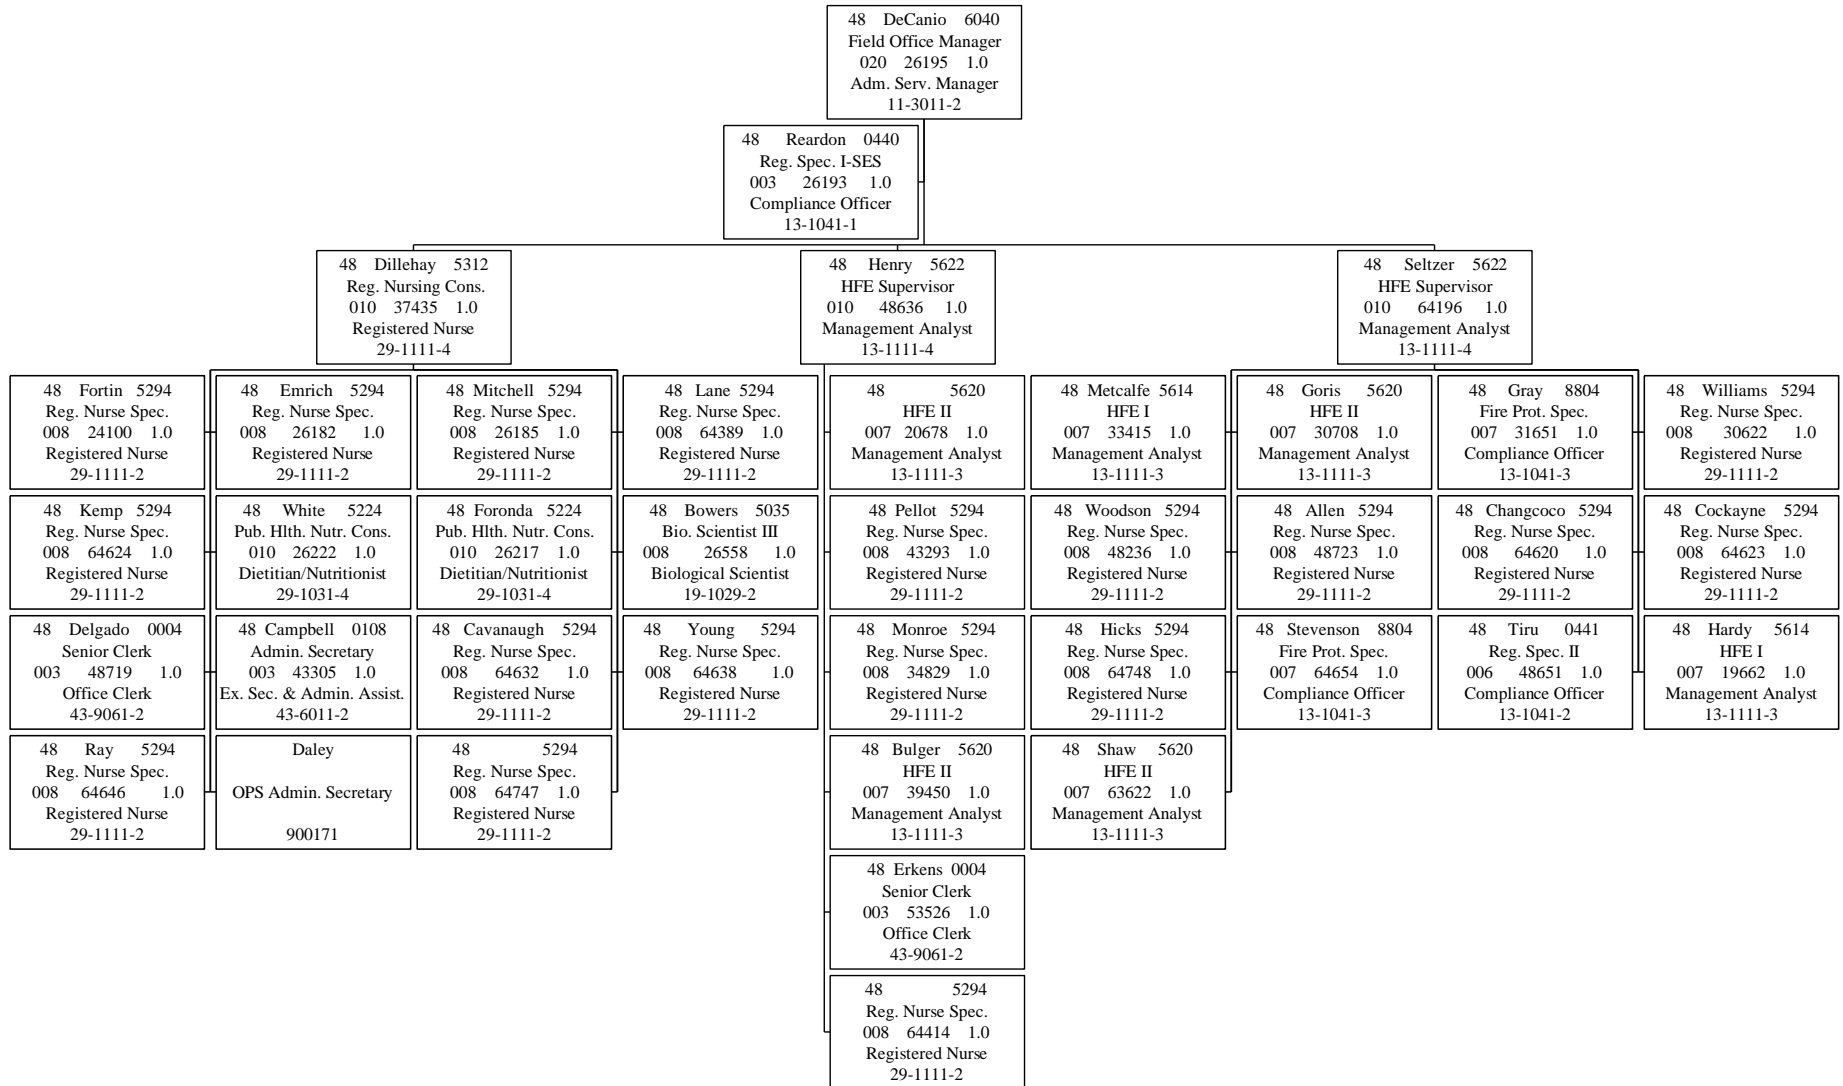 48 DeCanio 6040
Field Office Manager
020 26195 1.0
Adm. Serv. Manager
11-3011-2
48 Reardon 0440
Reg. Spec. I-SES
003 26193 1.0
Compliance Officer
13-1041-1
48 Dillehay 5312
Reg. Nursing Cons.
010 37435 1.0
Registered Nurse
29-1111-4
48 Henry 5622
HFE Supervisor
010 48636 1.0
Management Analyst
13-1111-4
48 Seltzer 5622
HFE Supervisor
010 64196 1.0
Management Analyst
13-1111-4
48 Fortin 5294
Reg. Nurse Spec.
008 24100 1.0
Registered Nurse
29-1111-2
48 Emrich 5294
Reg. Nurse Spec.
008 26182 1.0
Registered Nurse
29-1111-2
48 Mitchell 5294
Reg. Nurse Spec.
008 26185 1.0
Registered Nurse
29-1111-2
48 Lane 5294
Reg. Nurse Spec.
008 64389 1.0
Registered Nurse
29-1111-2
48 5620
HFE II
007 20678 1.0
Management Analyst
13-1111-3
48 Metcalfe 5614
HFE I
007 33415 1.0
Management Analyst
13-1111-3
48 Goris 5620
HFE II
007 30708 1.0
Management Analyst
13-1111-3
48 Gray 8804
Fire Prot. Spec.
007 31651 1.0
Compliance Officer
13-1041-3
48 Williams 5294
Reg. Nurse Spec.
008 30622 1.0
Registered Nurse
29-1111-2
48 Kemp 5294
Reg. Nurse Spec.
008 64624 1.0
Registered Nurse
29-1111-2
48 White 5224
Pub. Hlth. Nutr. Cons.
010 26222 1.0
Dietitian/Nutritionist
29-1031-4
48 Foronda 5224
Pub. Hlth. Nutr. Cons.
010 26217 1.0
Dietitian/Nutritionist
29-1031-4
48 Bowers 5035
Bio. Scientist III
008 26558 1.0
Biological Scientist
19-1029-2
48 Pellot 5294
Reg. Nurse Spec.
008 43293 1.0
Registered Nurse
29-1111-2
48 Woodson 5294
Reg. Nurse Spec.
008 48236 1.0
Registered Nurse
29-1111-2
48 Allen 5294
Reg. Nurse Spec.
008 48723 1.0
Registered Nurse
29-1111-2
48 Changcoco 5294
Reg. Nurse Spec.
008 64620 1.0
Registered Nurse
29-1111-2
48 Cockayne 5294
Reg. Nurse Spec.
008 64623 1.0
Registered Nurse
29-1111-2
48 Delgado 0004
Senior Clerk
003 48719 1.0
Office Clerk
43-9061-2
48 Campbell 0108
Admin. Secretary
003 43305 1.0
Ex. Sec. & Admin. Assist.
43-6011-2
48 Cavanaugh 5294
Reg. Nurse Spec.
008 64632 1.0
Registered Nurse
29-1111-2
48 Young 5294
Reg. Nurse Spec.
008 64638 1.0
Registered Nurse
29-1111-2
48 Monroe 5294
Reg. Nurse Spec.
008 34829 1.0
Registered Nurse
29-1111-2
48 Hicks 5294
Reg. Nurse Spec.
008 64748 1.0
Registered Nurse
29-1111-2
48 Stevenson 8804
Fire Prot. Spec.
007 64654 1.0
Compliance Officer
13-1041-3
48 Tiru 0441
Reg. Spec. II
006 48651 1.0
Compliance Officer
13-1041-2
48 Hardy 5614
HFE I
007 19662 1.0
Management Analyst
13-1111-3
48 Ray 5294
Reg. Nurse Spec.
008 64646 1.0
Registered Nurse
29-1111-2
Daley
OPS Admin. Secretary
900171
48 5294
Reg. Nurse Spec.
008 64747 1.0
Registered Nurse
29-1111-2
48 Bulger 5620
HFE II
007 39450 1.0
Management Analyst
13-1111-3
48 Shaw 5620
HFE II
007 63622 1.0
Management Analyst
13-1111-3
48 Erkens 0004
Senior Clerk
003 53526 1.0
Office Clerk
43-9061-2
48 5294
Reg. Nurse Spec.
008 64414 1.0
Registered Nurse
29-1111-2